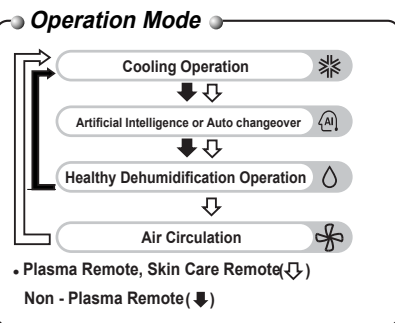 Operation Mode
Cooling Operation
Artificial Intelligence or Auto changeover
AI
Healthy Dehumidification Operation
Air Circulation
• Plasma Remote, Skin Care Remote(⇩)
Non - Plasma Remote(⬇)